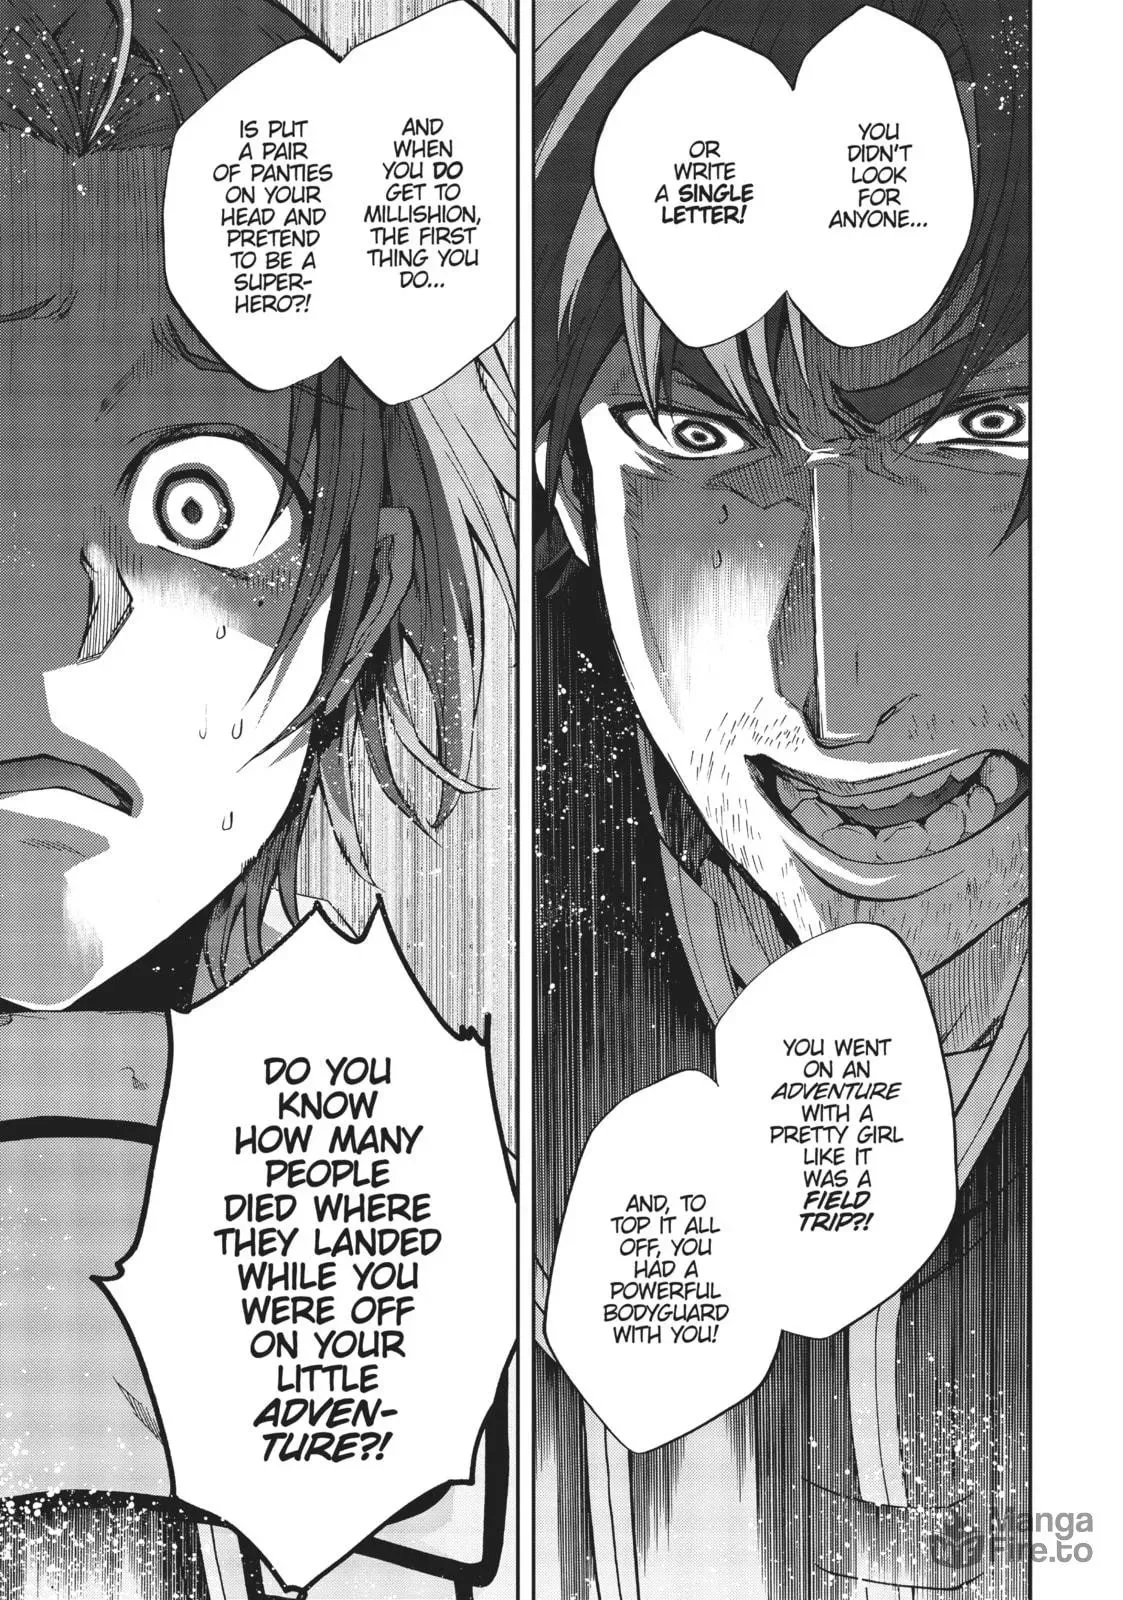 YOU
DIDN'T
LOOK
FOR
ANYONE...
OR
WRITE
A SINGLE
LETTER!
YOU WENT
ON AN
ADVENTURE
WITH A
PRETTY GIRL
LIKE IT
WAS A
FIELD
TRIP?!
AND, TO
TOP IT ALL
OFF, YOU
HAD A
POWERFUL
BODYGUARD
WITH YOU!
AND
WHEN
YOU DO
GET TO
MILLISHION,
THE FIRST
THING YOU
DO...
IS PUT
A PAIR
OF PANTIES
ON YOUR
HEAD AND
PRETEND
TO BE A
SUPER-
HERO?!
DO YOU
KNOW
HOW MANY
PEOPLE
DIED WHERE
THEY LANDED
WHILE YOU
WERE OFF
ON YOUR
LITTLE
ADVEN-
TURE?!
Manga
Fire.to